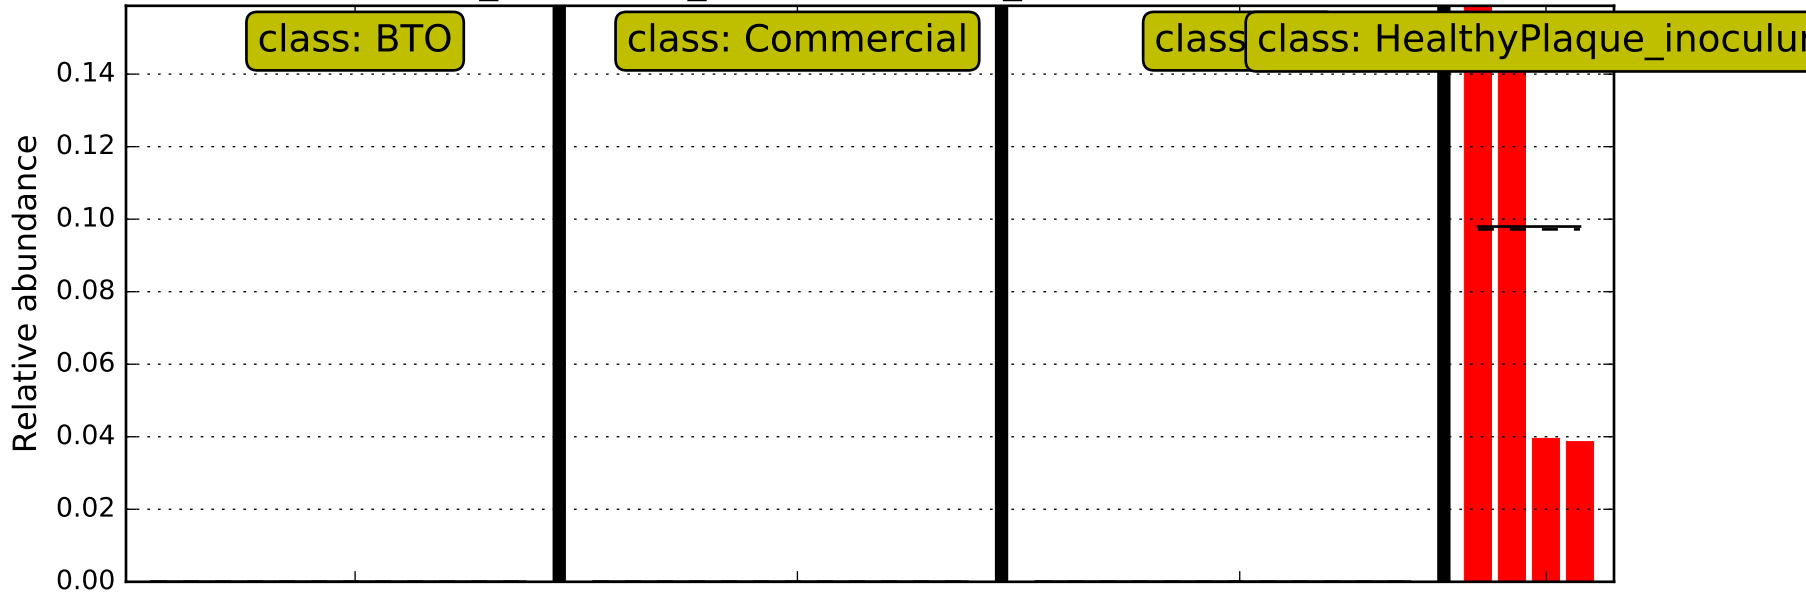 class: BTO
class: Commercial
class
class: HealthyPlaque_inoculu
0.14
0.12
0.10
0.08
0.06
0.04
0.02
0.00
Relative abundance